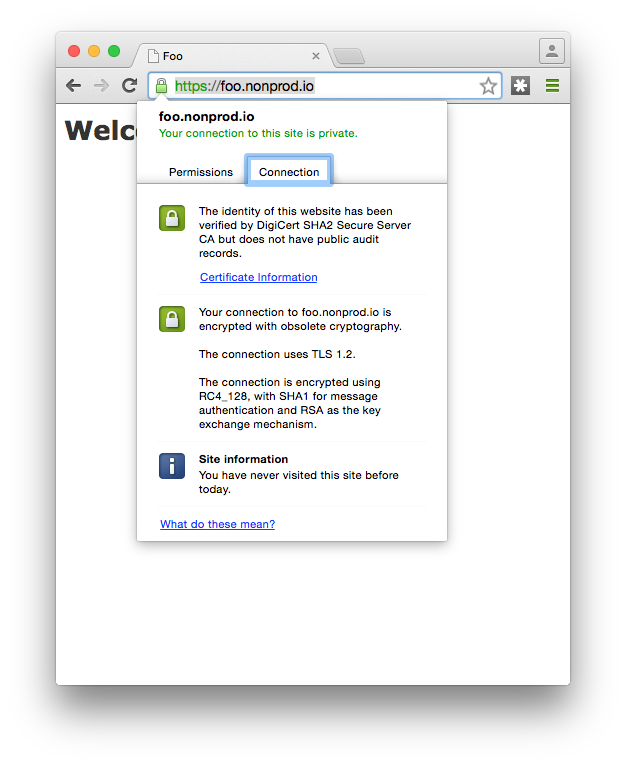 Foo
https://foo.nonprod.io
Welc
foo.nonprod.io
Your connection to this site is private.
Permissions
Connection
The identity of this website has been
verified by DigiCert SHA2 Secure Server
CA but does not have public audit
records.
Certificate Information
Your connection to foo.nonprod.io is
encrypted with obsolete cryptography.
The connection uses TLS 1.2.
The connection is encrypted using
RC4_128, with SHA1 for message
authentication and RSA as the key
exchange mechanism.
Site information
You have never visited this site before
today.
What do these mean?